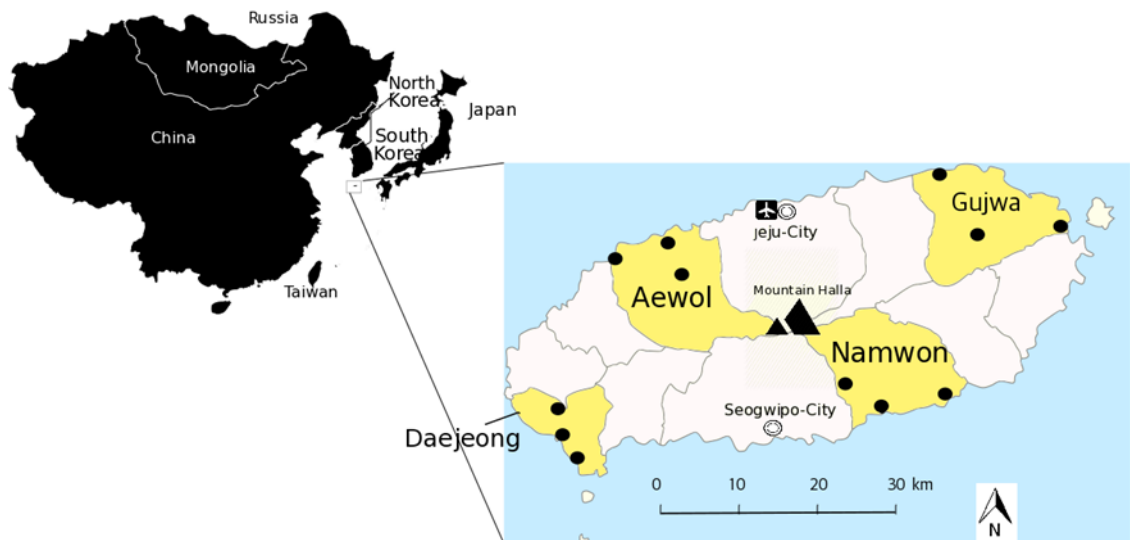 Russia
Mongolia
North
Korea
Japan
China
South
Korea
Taiwan
Gujwa
Jeju-City
Aewol
Mountain Halla
Namwon
Seogwipo-City
Daejeong
0 10 20 30 km
N